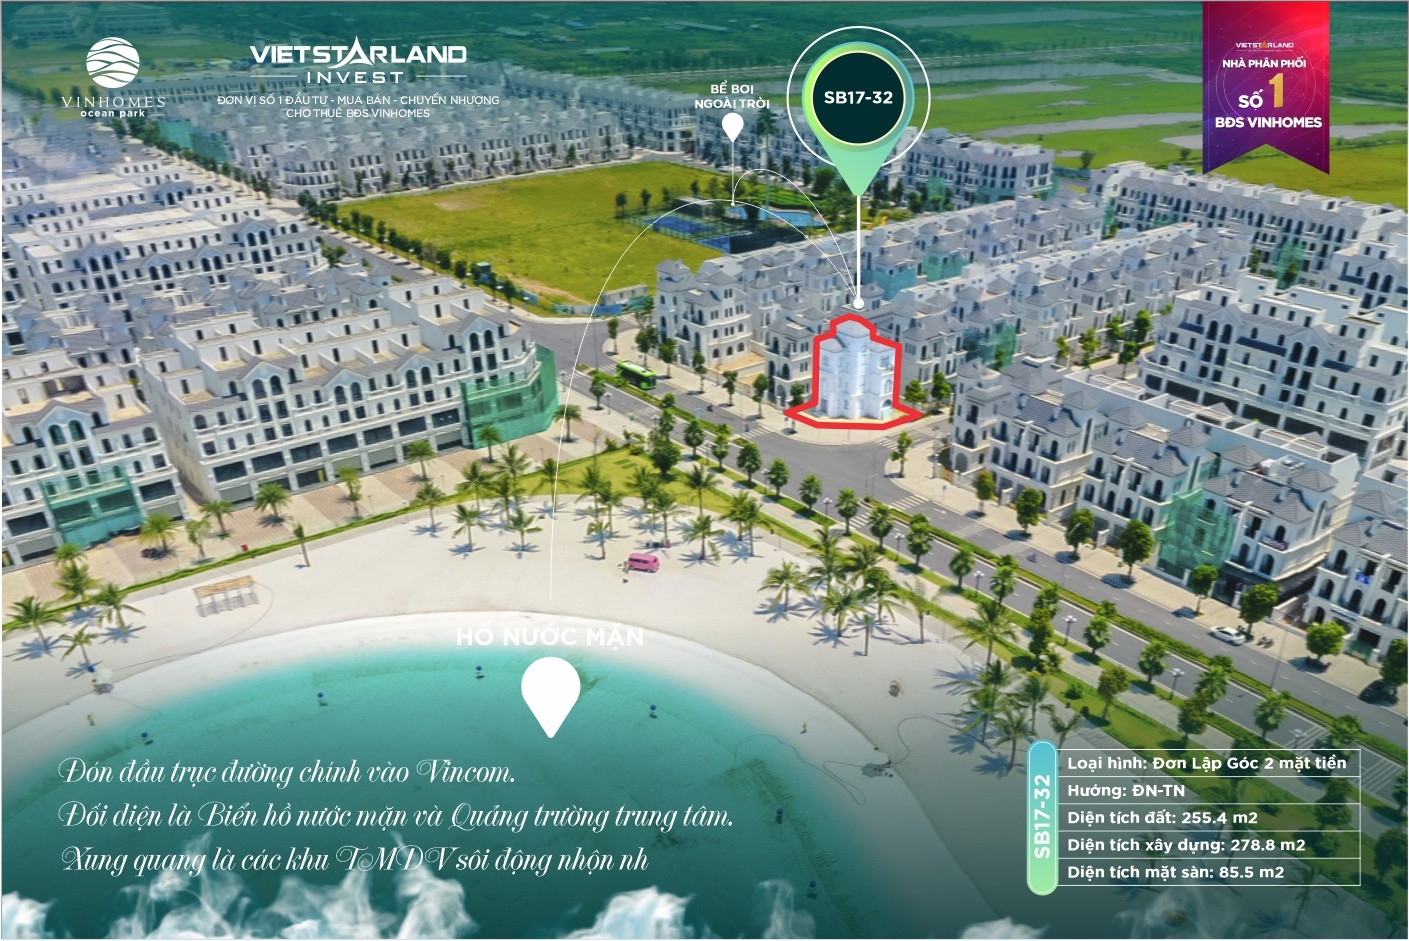 VINHOMES
ocean park
VIETSTARLAND
INVEST
ĐƠN VỊ SỐ 1 ĐẦU TƯ - MUA BÁN - CHUYỂN NHƯỢNG
CHO THUÊ BĐS VINHOMES
BỂ BƠI
NGOÀI TRỜI
SB17-32
VIETSTARLAND
NHÀ PHÂN PHỐI
SỐ 1
BĐS VINHOMES
HỒ NƯỚC MẶN
Đón đầu trục đường chính vào Vincom.
Đối diện là Biển hồ nước mặn và Quảng trường trung tâm.
Xung quang là các khu TMDV sôi động nhộn nh
SB17-32
Loại hình: Đơn Lập Góc 2 mặt tiền
Hướng: ĐN-TN
Diện tích đất: 255.4 m2
Diện tích xây dựng: 278.8 m2
Diện tích mặt sàn: 85.5 m2